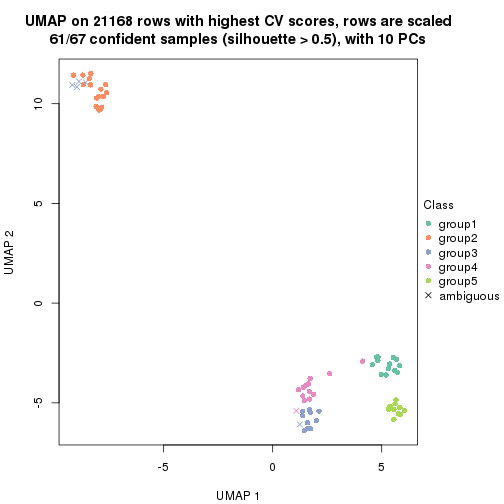 UMAP on 21168 rows with highest CV scores, rows are scaled
61/67 confident samples (silhouette > 0.5), with 10 PCs
10
5
0
-5
UMAP 2
-5
0
5
UMAP 1
Class
group1
group2
group3
group4
group5
ambiguous